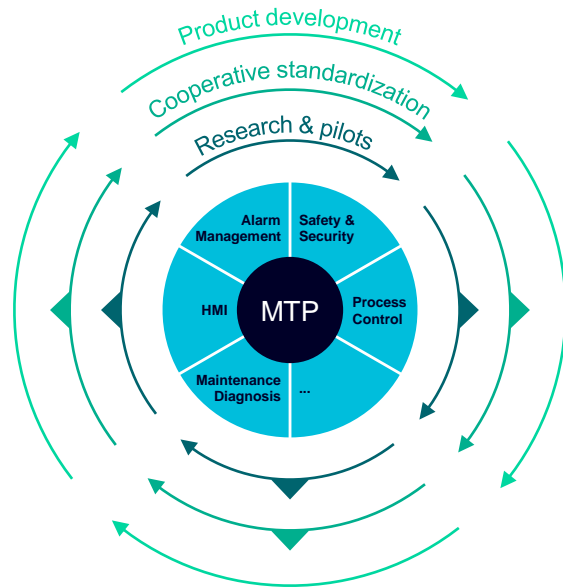 Product development
Cooperative standardization
Research & pilots
Alarm
Management
Safety &
Security
HMI
MTP
Process
Control
Maintenance
Diagnosis
...